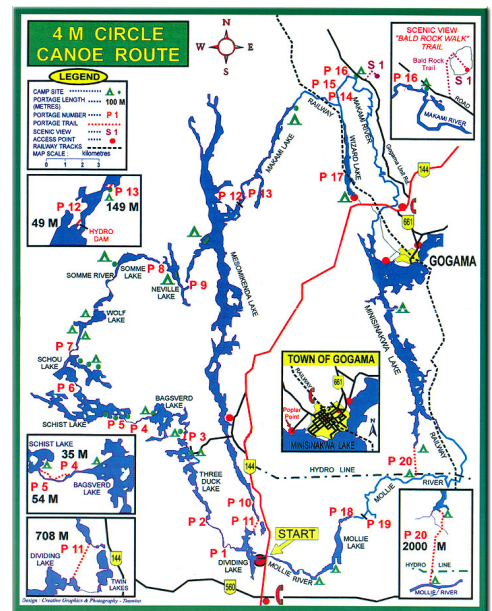 4 M CIRCLE
CANOE ROUTE
LEGEND
CAMP SITE
PORTAGE LENGTH 100 M
(METRES)
PORTAGE NUMBER P 1
PORTAGE TRAIL
SCENIC VIEW S 1
ACCESS POINT
RAILWAY TRACKS
MAP SCALE : kilometres
0 1 2 3
N
W E
S
SCENIC VIEW
"BALD ROCK WALK"
TRAIL
Bald Rock
Trail
S 1
P 16
ROAD
MAKAMI RIVER
P 16
S 1
P 15
P 14
RAILWAY
MAKAMI RIVER
WIZARD LAKE
MAKAMI LAKE
P 17
144
661
GOGAMA
P 12
P 13
P 12
P 13
149 M
49 M
HYDRO
DAM
SOMME RIVER
SOMME
LAKE
P 8
NEVILLE
LAKE
P 9
MESOMIKENDA LAKE
MINISINAKWA LAKE
WOLF
LAKE
P 7
SCHOU
LAKE
P 6
SCHIST LAKE
P 5
P 4
BAGSVERD
LAKE
P 3
TOWN OF GOGAMA
RAILWAY
661
Popler
Point
N
MINISINAKWA LAKE
SCHIST LAKE
35 M
P 4
P 5
54 M
BAGSVERD
LAKE
THREE
DUCK LAKE
144
HYDRO LINE
P 20
RAILWAY
MOLLIE
RIVER
P 10
P 11
P 18
P 19
P 2
P 1
START
MOLLIE
LAKE
DIVIDING
LAKE
MOLLIE RIVER
560
708 M
P 11
DIVIDING
LAKE
144
TWIN
LAKES
P 20
2000 M
HYDRO LINE
MOLLIE RIVER
Design : Creative Graphics & Photography - Timmins